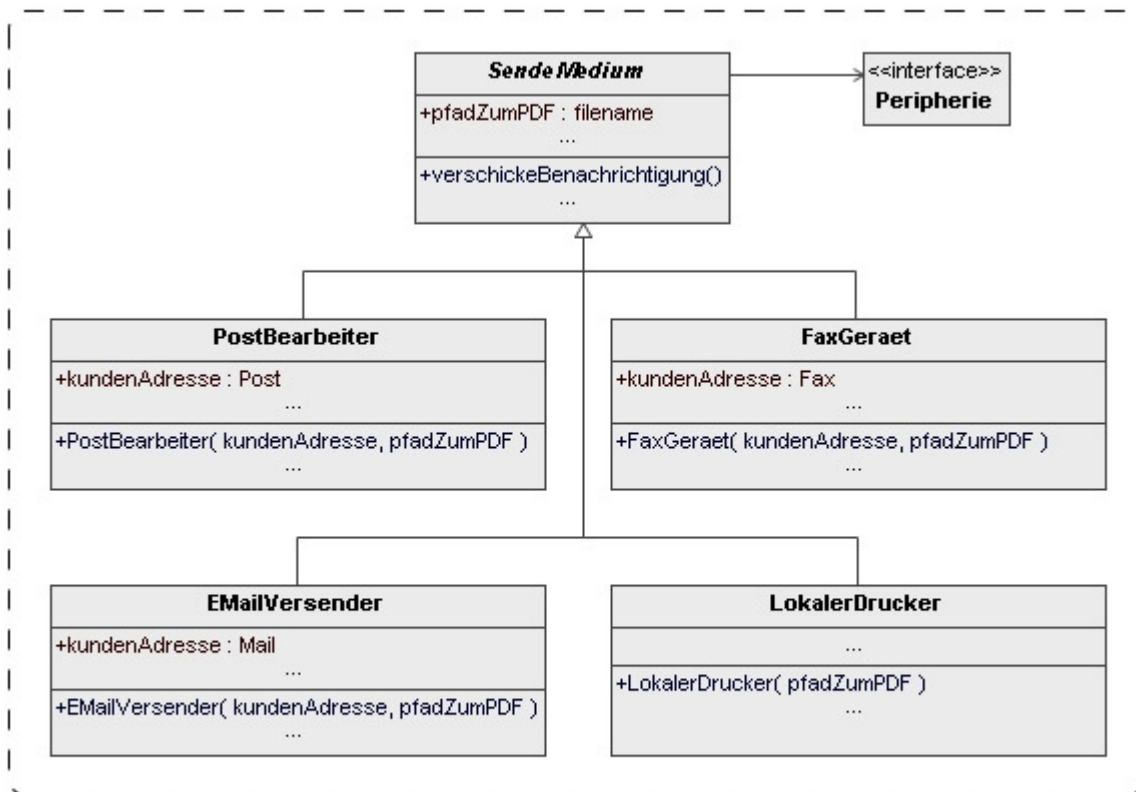 SendeMedium
+pfadZumPDF : filename
...
+verschickeBenachrichtigung()
...
<<interface>>
Peripherie
PostBearbeiter
+kundenAdresse : Post
...
+PostBearbeiter( kundenAdresse, pfadZumPDF )
...
FaxGeraet
+kundenAdresse : Fax
...
+FaxGeraet( kundenAdresse, pfadZumPDF )
...
EMailVersender
+kundenAdresse : Mail
...
+EMailVersender( kundenAdresse, pfadZumPDF )
...
LokalerDrucker
...
+LokalerDrucker( pfadZumPDF )
...